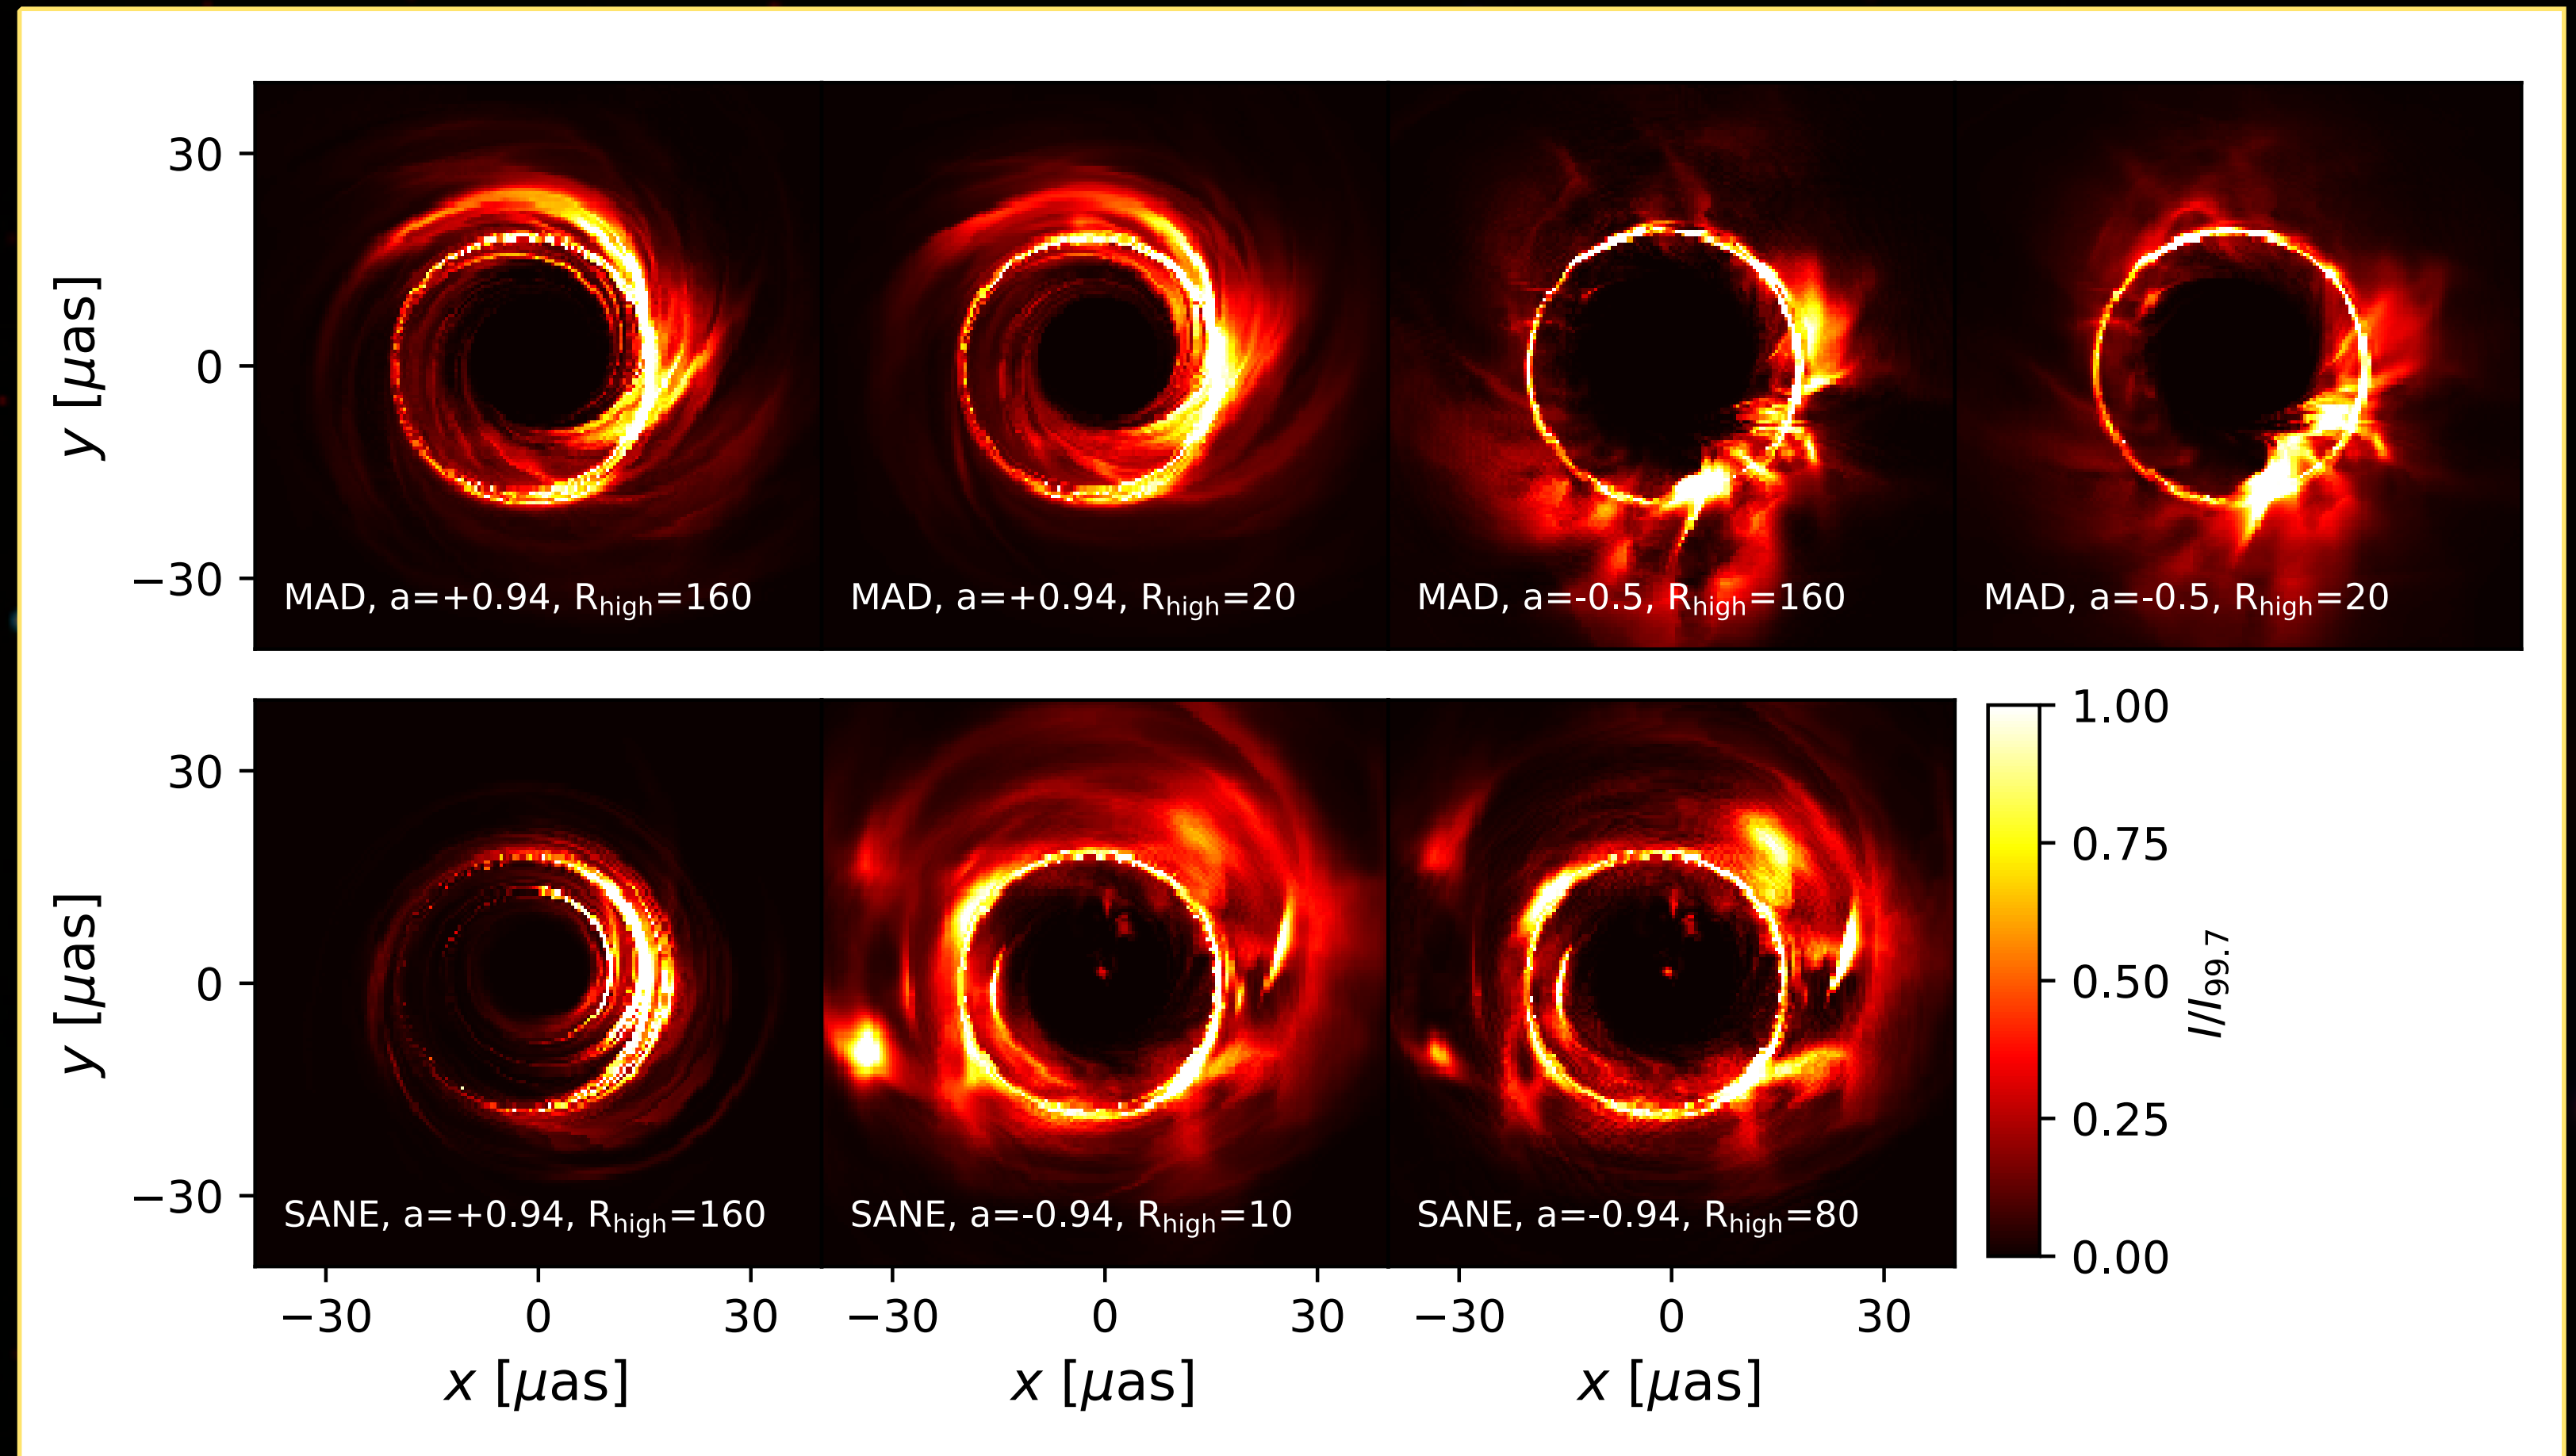 y [μas]
30
0
−30
MAD, a=+0.94, Rhigh=160
MAD, a=+0.94, Rhigh=20
MAD, a=-0.5, Rhigh=160
MAD, a=-0.5, Rhigh=20
y [μas]
30
0
−30
SANE, a=+0.94, Rhigh=160
SANE, a=-0.94, Rhigh=10
SANE, a=-0.94, Rhigh=80
1.00
0.75
0.50
0.25
0.00
I/I99.7
−30 0 30
−30 0 30
−30 0 30
x [μas]
x [μas]
x [μas]